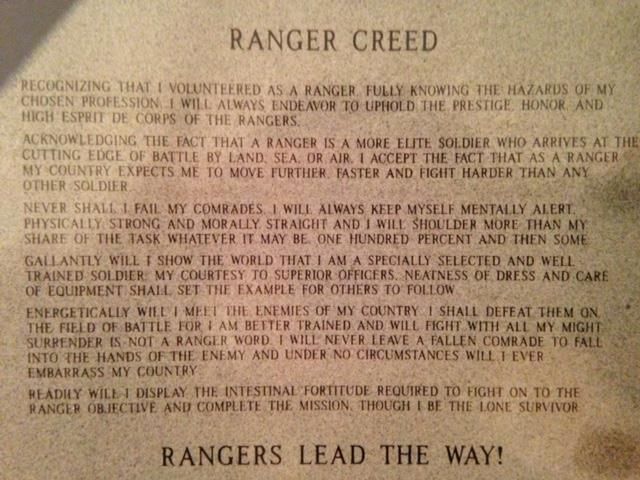 RANGER CREED
RECOGNIZING THAT I VOLUNTEERED AS A RANGER, FULLY KNOWING THE HAZARDS OF MY
CHOSEN PROFESSION, I WILL ALWAYS ENDEAVOR TO UPHOLD THE PRESTIGE, HONOR, AND
HIGH ESPRIT DE CORPS OF THE RANGERS.
ACKNOWLEDGING THE FACT THAT A RANGER IS A MORE ELITE SOLDIER WHO ARRIVES AT THE
CUTTING EDGE OF BATTLE BY LAND, SEA, OR AIR, I ACCEPT THE FACT THAT AS A RANGER
MY COUNTRY EXPECTS ME TO MOVE FURTHER, FASTER AND FIGHT HARDER THAN ANY
OTHER SOLDIER.
NEVER SHALL I FAIL MY COMRADES. I WILL ALWAYS KEEP MYSELF MENTALLY ALERT,
PHYSICALLY STRONG AND MORALLY STRAIGHT AND I WILL SHOULDER MORE THAN MY
SHARE OF THE TASK WHATEVER IT MAY BE. ONE HUNDRED PERCENT AND THEN SOME
GALLANTLY WILL I SHOW THE WORLD THAT I AM A SPECIALLY SELECTED AND WELL
TRAINED SOLDIER. MY COURTESY TO SUPERIOR OFFICERS, NEATNESS OF DRESS AND CARE
OF EQUIPMENT SHALL SET THE EXAMPLE FOR OTHERS TO FOLLOW.
ENERGETICALLY WILL I MEET THE ENEMIES OF MY COUNTRY. I SHALL DEFEAT THEM ON
THE FIELD OF BATTLE FOR I AM BETTER TRAINED AND WILL FIGHT WITH ALL MY MIGHT
SURRENDER IS NOT A RANGER WORD. I WILL NEVER LEAVE A FALLEN COMRADE TO FALL
INTO THE HANDS OF THE ENEMY AND UNDER NO CIRCUMSTANCES WILL I EVER
EMBARRASS MY COUNTRY
READILY WILL I DISPLAY THE INTESTINAL FORTITUDE REQUIRED TO FIGHT ON TO THE
RANGER OBJECTIVE AND COMPLETE THE MISSION, THOUGH I BE THE LONE SURVIVOR
RANGERS LEAD THE WAY!